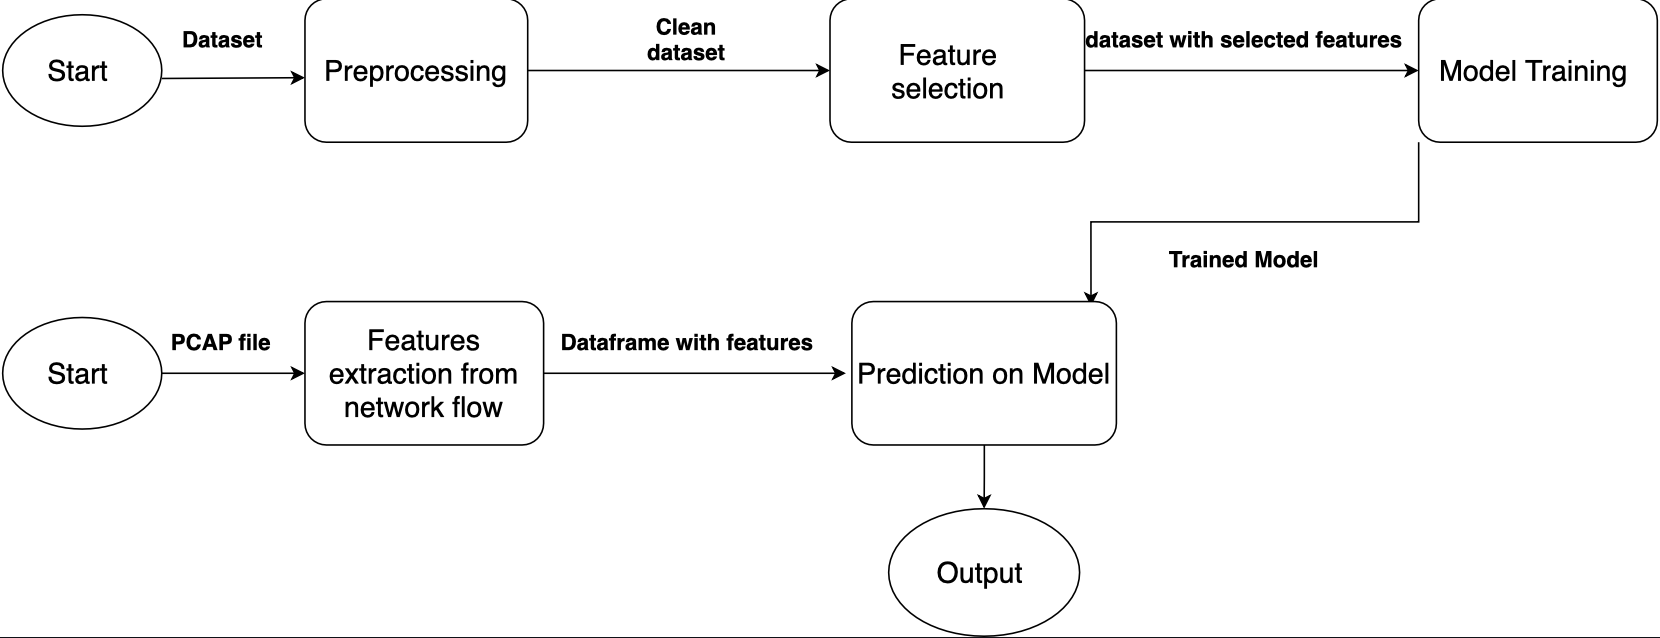 Start
Dataset
Preprocessing
Clean
dataset
Feature
selection
dataset with selected features
Model Training
Trained Model
Start
PCAP file
Features
extraction from
network flow
Dataframe with features
Prediction on Model
Output